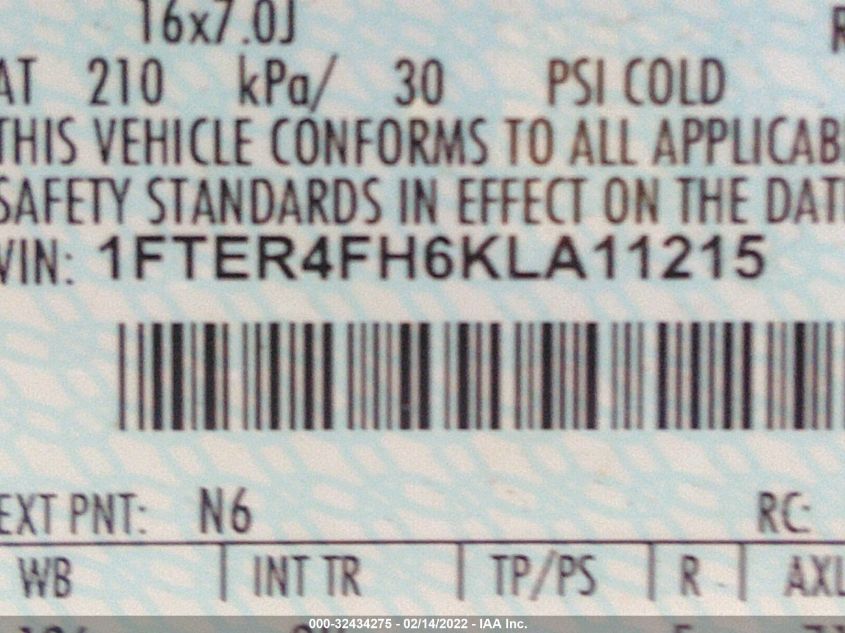 16x7.0J
AT 210 kPa/ 30 PSI COLD
THIS VEHICLE CONFORMS TO ALL APPLICAB
SAFETY STANDARDS IN EFFECT ON THE DAT
VIN: 1FTER4FH6KLA11215
EXT PNT: N6 RC:
WB INT TR TP/PS R AXL
000-32434275 - 02/14/2022 - IAA Inc.